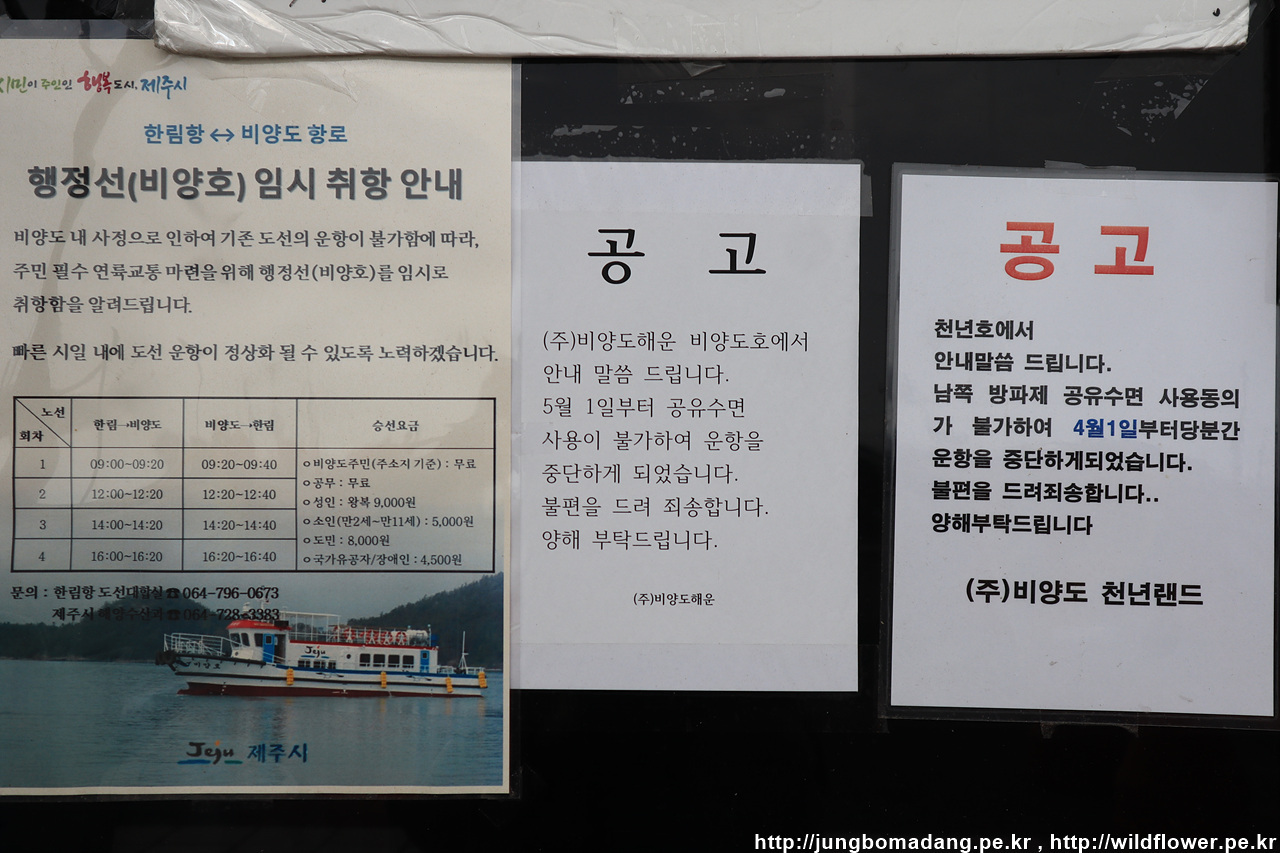 시민이 주인인 행복도시, 제주시
한림항 ↔ 비양도 항로
행정선(비양호) 임시 취항 안내
비양도 내 사정으로 인하여 기존 도선의 운항이 불가함에 따라,
주민 필수 연륙교통 마련을 위해 행정선(비양호)를 임시로
취항함을 알려드립니다.
빠른 시일 내에 도선 운항이 정상화 될 수 있도록 노력하겠습니다.
노선
회차
한림→비양도 비양도→한림 승선요금
1 09:00~09:20 09:20~09:40
2 12:00~12:20 12:20~12:40
3 14:00~14:20 14:20~14:40
4 16:00~16:20 16:20~16:40
o 비양도주민(주소지 기준) : 무료
o 공무 : 무료
o 성인 : 왕복 9,000원
o 소인(만2세~만11세) : 5,000원
o 도민 : 8,000원
o 국가유공자/장애인 : 4,500원
문의 : 한림항 도선대합실 ☎ 064-796-0673
제주시 해양수산과 ☎ 064-728-3383
Jeju
비양호
Jeju 제주시
공 고
(주)비양도해운 비양도호에서
안내 말씀 드립니다.
5월 1일부터 공유수면
사용이 불가하여 운항을
중단하게 되었습니다.
불편을 드려 죄송합니다.
양해 부탁드립니다.
(주)비양도해운
공 고
천년호에서
안내말씀 드립니다.
남쪽 방파제 공유수면 사용동의
가 불가하여 4월1일부터당분간
운항을 중단하게되었습니다.
불편을 드려죄송합니다..
양해부탁드립니다
(주)비양도 천년랜드
http://jungbomadang.pe.kr , http://wildflower.pe.kr